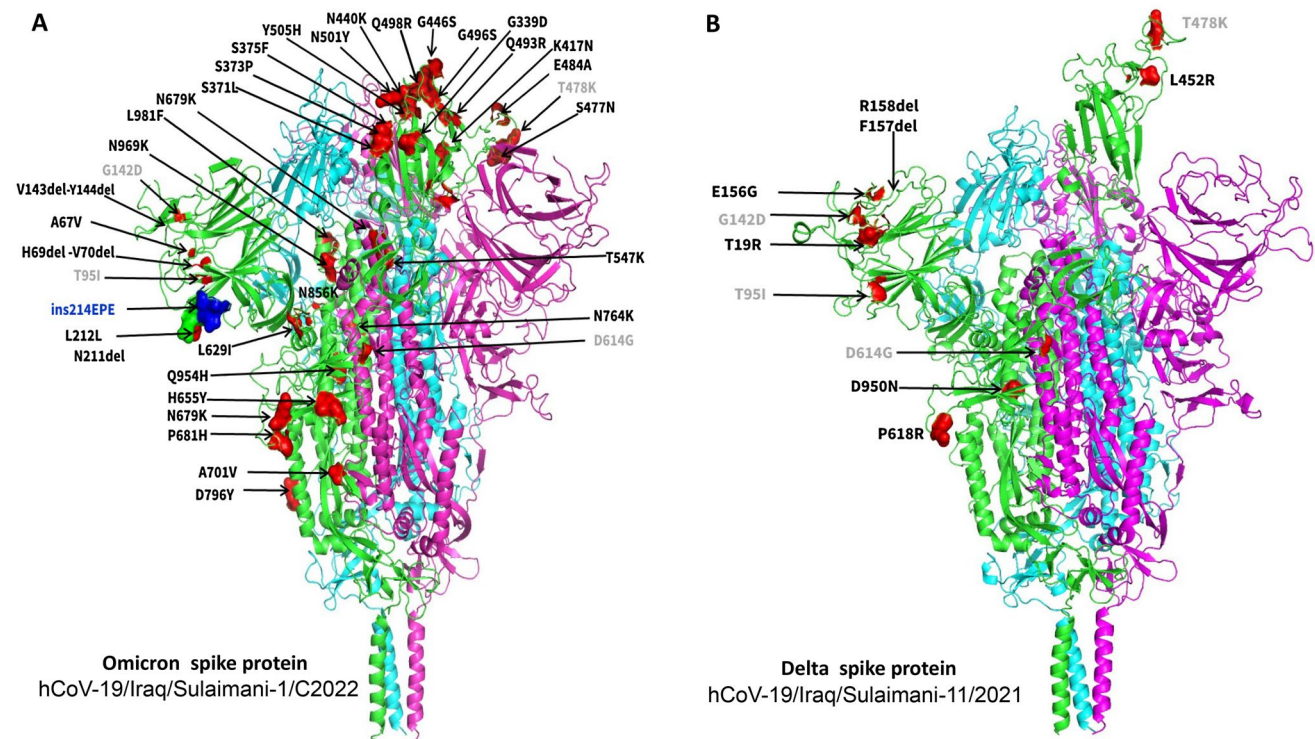 A
N440K
G446S
G339D
Q498R
Y505H
N501Y
G496S
Q493R
K417N
S375F
E484A
S373P
T478K
S371L
S477N
N679K
L981F
N969K
G142D
V143del-Y144del
A67V
H69del -V70del
T547K
T95I
N856K
ins214EPE
N764K
L212L
D614G
N211del
L629I
Q954H
H655Y
N679K
P681H
A701V
D796Y
Omicron spike protein
hCoV-19/Iraq/Sulaimani-1/C2022
B
T478K
L452R
R158del
F157del
E156G
G142D
T19R
T95I
D614G
D950N
P618R
Delta spike protein
hCoV-19/Iraq/Sulaimani-11/2021